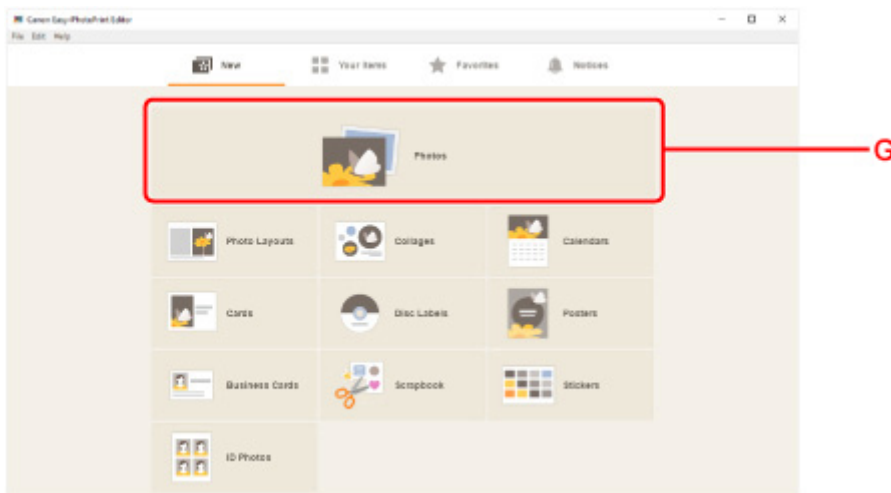 Canon Easy-PhotoPrint Editor
File Edit Help
New Your Items Favorites Notices
Photos
G
Photo Layouts Collages Calendars
Cards Disc Labels Posters
Business Cards Scrapbook Stickers
ID Photos